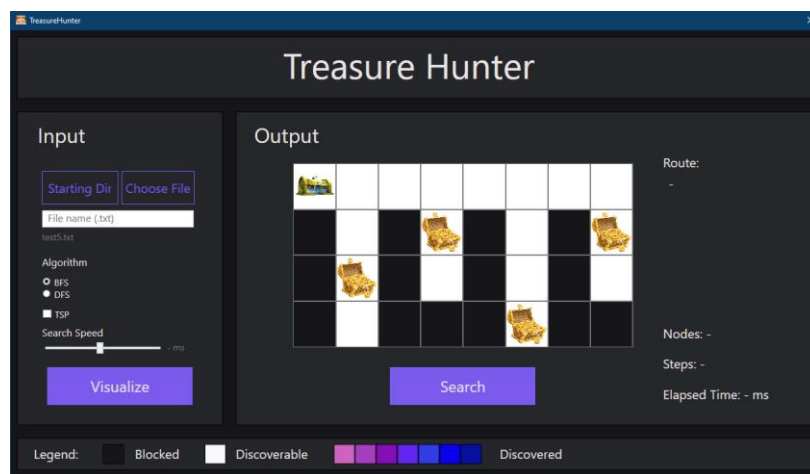 TreasureHunter
Treasure Hunter
Input
Starting Dir
Choose File
File name (.txt)
test5.txt
Algorithm
BFS
DFS
TSP
Search Speed
- ms
Visualize
Output
Search
Route:
-
Nodes: -
Steps: -
Elapsed Time: - ms
Legend:
Blocked
Discoverable
Discovered